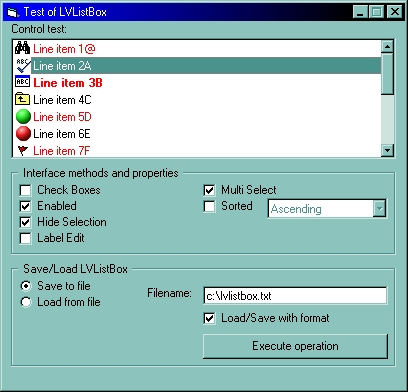 Test of LVListBox
Control test:
Line item 1@
ABC Line item 2A
ABC Line item 3B
Line item 4C
Line item 5D
Line item 6E
Line item 7F
Interface methods and properties
Check Boxes Multi Select
Enabled Sorted Ascending
Hide Selection
Label Edit
Save/Load LVListBox
Save to file
Load from file
Filename: c:\lvlistbox.txt
Load/Save with format
Execute operation